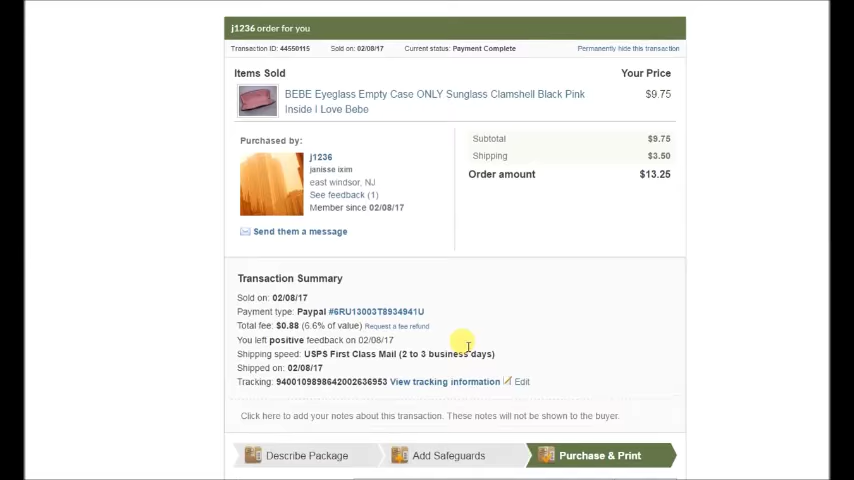 j1236 order for you
Transaction ID: 44550115 Sold on: 02/08/17 Current status: Payment Complete Permanently hide this transaction
Items Sold Your Price
BEBE Eyeglass Empty Case ONLY Sunglass Clamshell Black Pink $9.75
Inside I Love Bebe
Purchased by:
j1236
janisse ixim
east windsor, NJ
See feedback (1)
Member since 02/08/17
Send them a message
Subtotal $9.75
Shipping $3.50
Order amount $13.25
Transaction Summary
Sold on: 02/08/17
Payment type: Paypal #6RU13003T8934941U
Total fee: $0.88 (6.6% of value) Request a fee refund
You left positive feedback on 02/08/17
Shipping speed: USPS First Class Mail (2 to 3 business days)
Shipped on: 02/08/17
Tracking: 9400109898642002636953 View tracking information Edit
Click here to add your notes about this transaction. These notes will not be shown to the buyer.
Describe Package Add Safeguards Purchase & Print